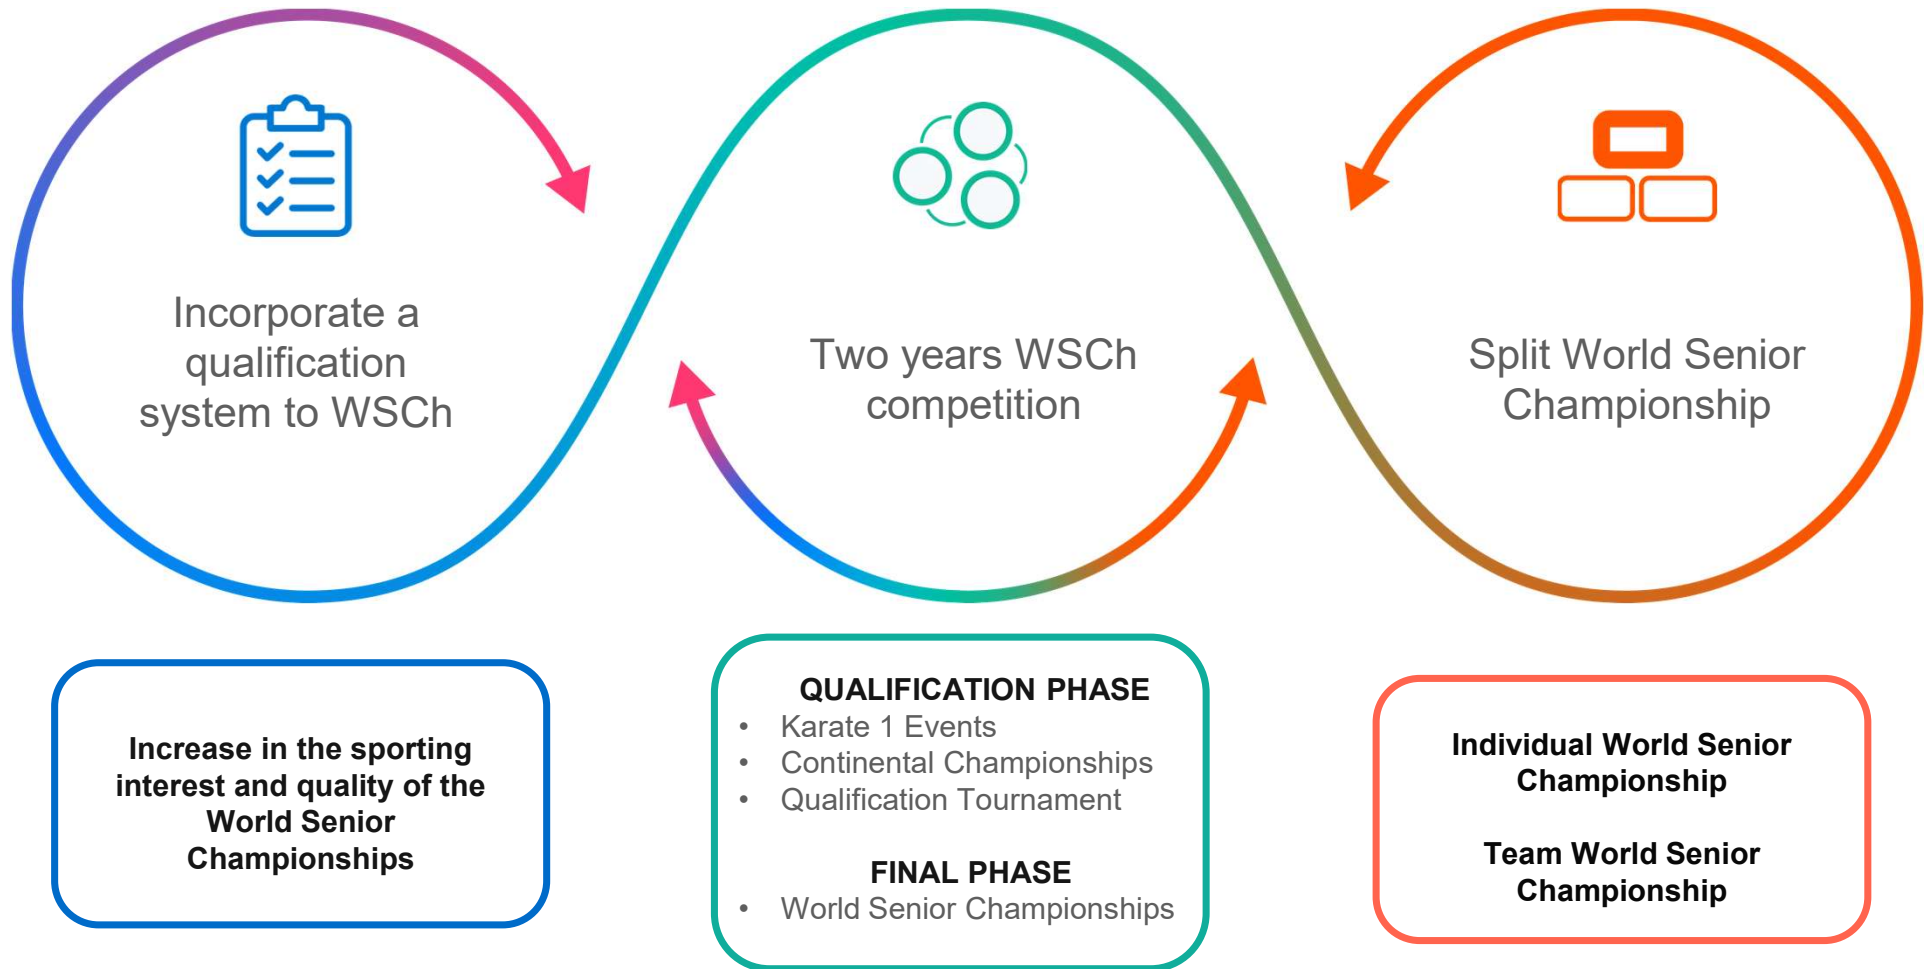 Incorporate a
qualification
system to WSCh
Two years WSCh
competition
Split World Senior
Championship
Increase in the sporting
interest and quality of the
World Senior
Championships
QUALIFICATION PHASE
• Karate 1 Events
• Continental Championships
• Qualification Tournament
FINAL PHASE
• World Senior Championships
Individual World Senior
Championship
Team World Senior
Championship